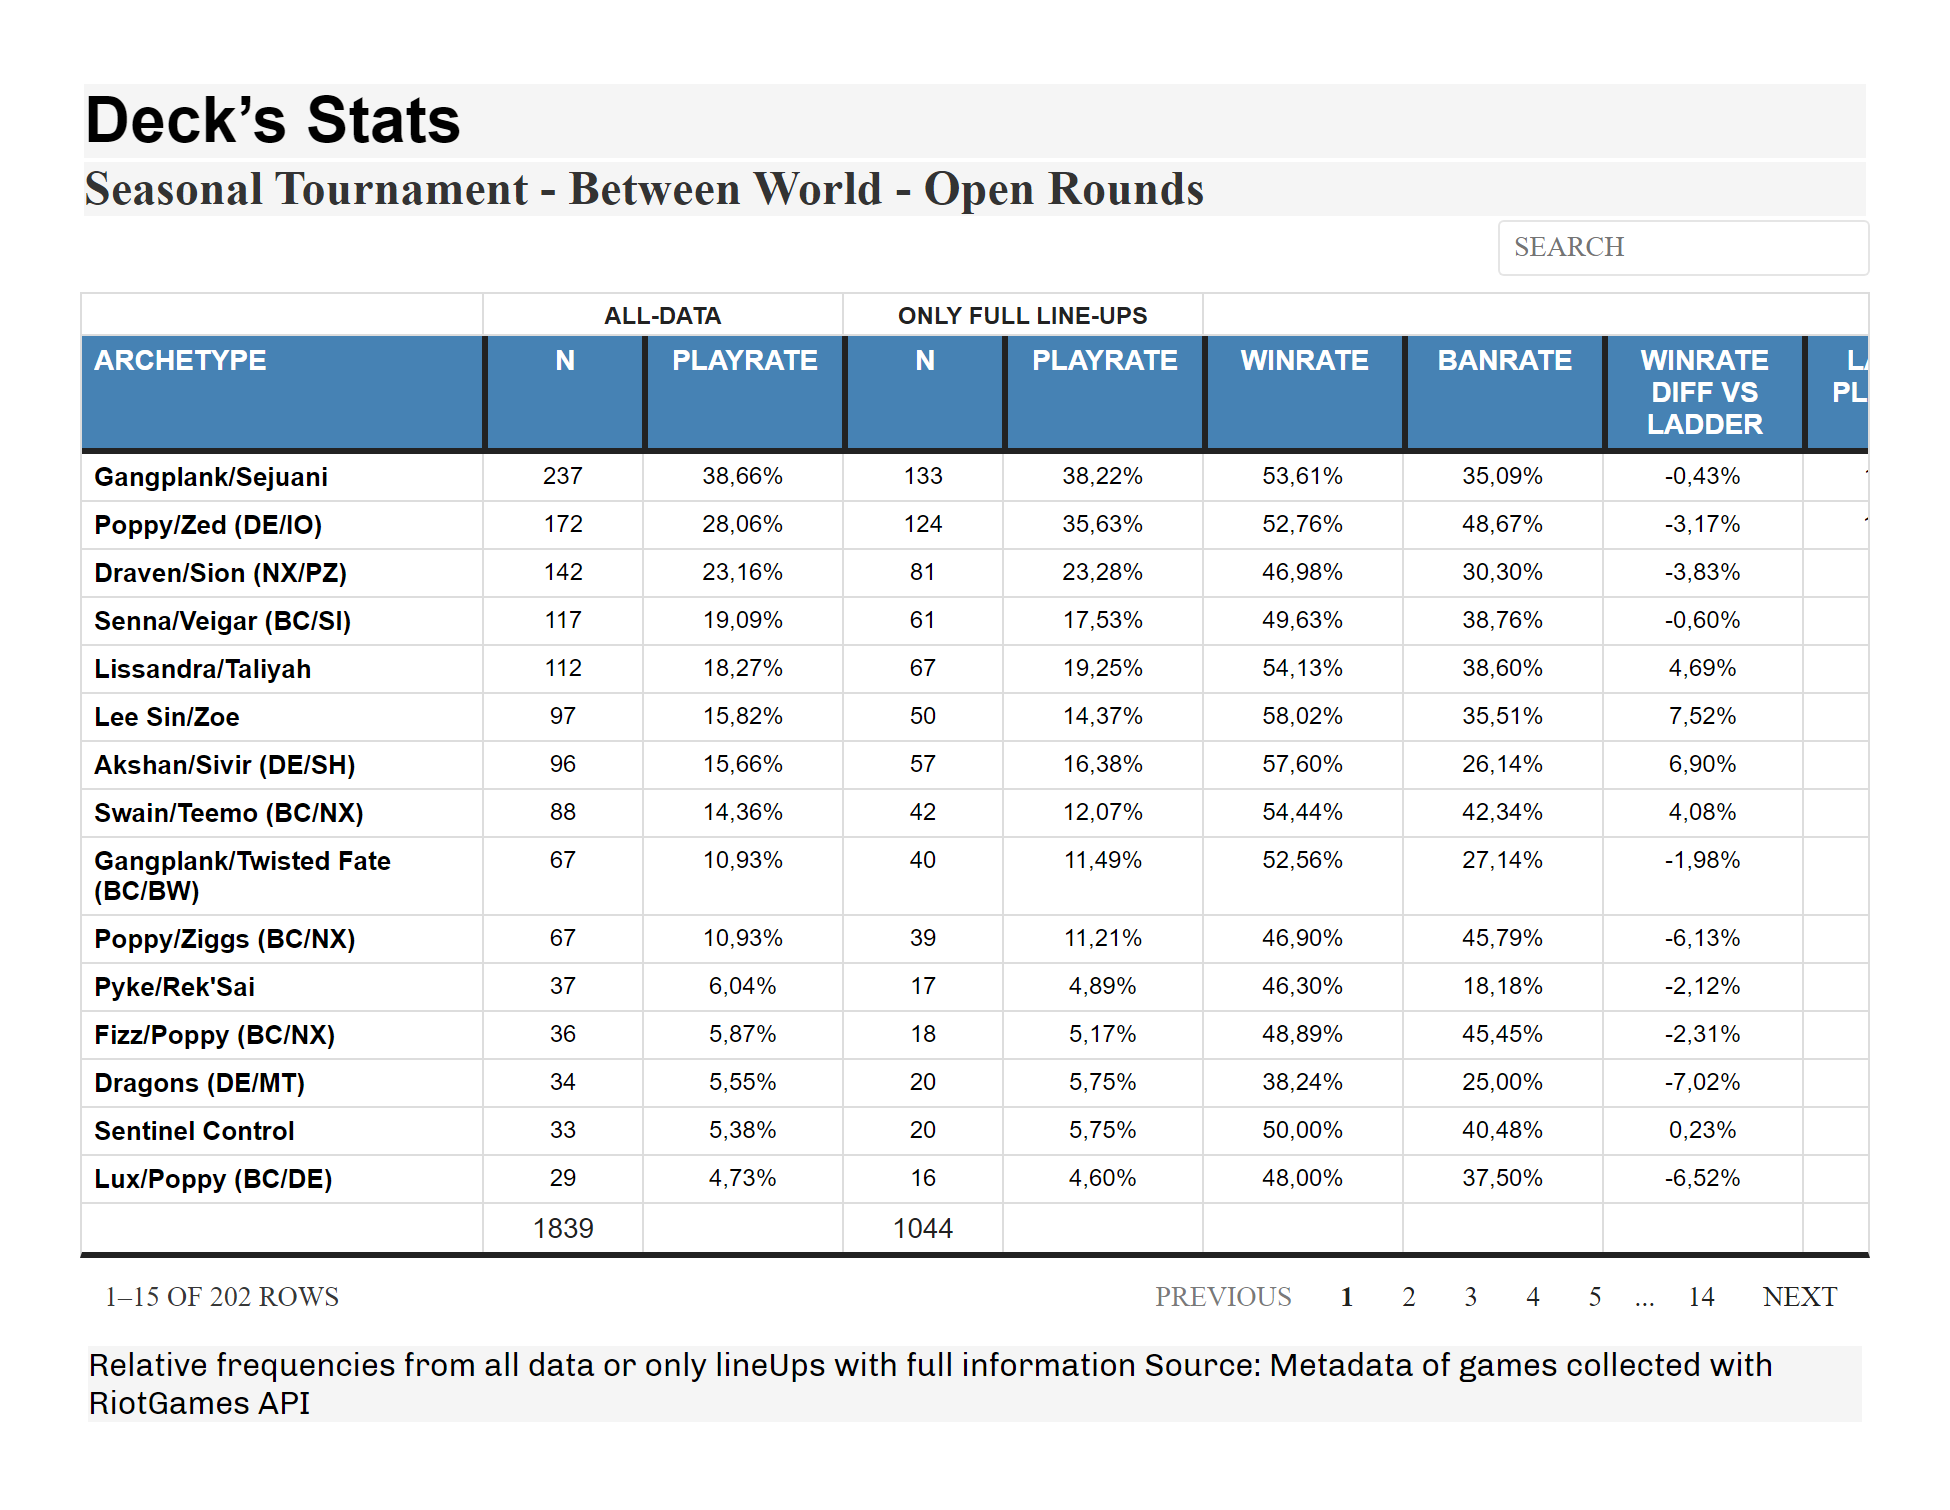 Deck’s Stats
Seasonal Tournament - Between World - Open Rounds
SEARCH
ALL-DATA ONLY FULL LINE-UPS
ARCHETYPE N PLAYRATE N PLAYRATE WINRATE BANRATE WINRATE DIFF VS LADDER
Gangplank/Sejuani 237 38,66% 133 38,22% 53,61% 35,09% -0,43%
Poppy/Zed (DE/IO) 172 28,06% 124 35,63% 52,76% 48,67% -3,17%
Draven/Sion (NX/PZ) 142 23,16% 81 23,28% 46,98% 30,30% -3,83%
Senna/Veigar (BC/SI) 117 19,09% 61 17,53% 49,63% 38,76% -0,60%
Lissandra/Taliyah 112 18,27% 67 19,25% 54,13% 38,60% 4,69%
Lee Sin/Zoe 97 15,82% 50 14,37% 58,02% 35,51% 7,52%
Akshan/Sivir (DE/SH) 96 15,66% 57 16,38% 57,60% 26,14% 6,90%
Swain/Teemo (BC/NX) 88 14,36% 42 12,07% 54,44% 42,34% 4,08%
Gangplank/Twisted Fate (BC/BW) 67 10,93% 40 11,49% 52,56% 27,14% -1,98%
Poppy/Ziggs (BC/NX) 67 10,93% 39 11,21% 46,90% 45,79% -6,13%
Pyke/Rek'Sai 37 6,04% 17 4,89% 46,30% 18,18% -2,12%
Fizz/Poppy (BC/NX) 36 5,87% 18 5,17% 48,89% 45,45% -2,31%
Dragons (DE/MT) 34 5,55% 20 5,75% 38,24% 25,00% -7,02%
Sentinel Control 33 5,38% 20 5,75% 50,00% 40,48% 0,23%
Lux/Poppy (BC/DE) 29 4,73% 16 4,60% 48,00% 37,50% -6,52%
1839 1044
1–15 OF 202 ROWS PREVIOUS 1 2 3 4 5 ... 14 NEXT
Relative frequencies from all data or only lineUps with full information Source: Metadata of games collected with
RiotGames API